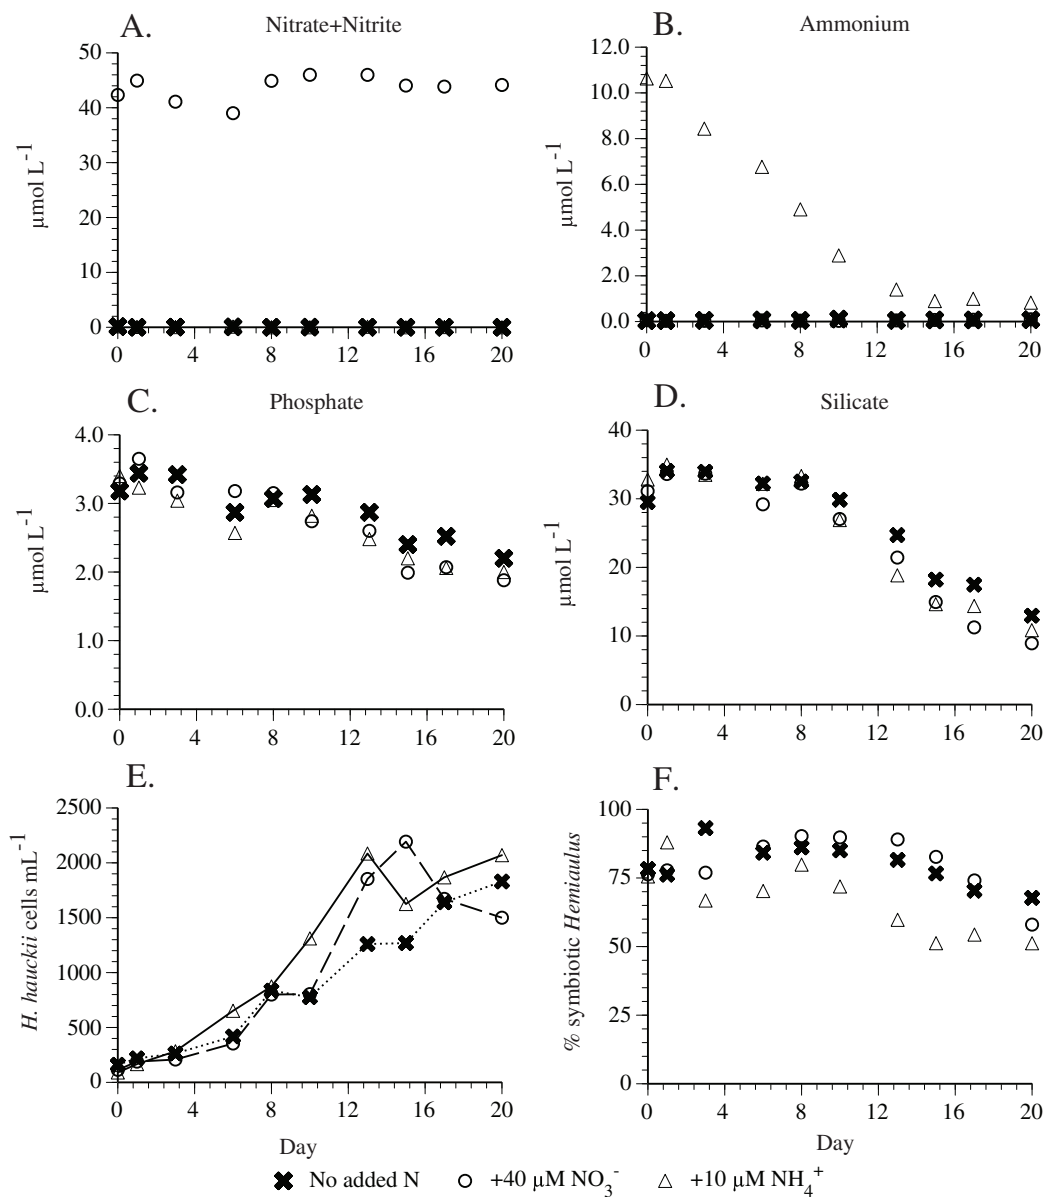 A. Nitrate+Nitrite
50
40
30
20
10
0
µmol L⁻¹
0 4 8 12 16 20
B. Ammonium
12.0
10.0
8.0
6.0
4.0
2.0
0.0
µmol L⁻¹
0 4 8 12 16 20
C. Phosphate
4.0
3.0
2.0
1.0
0.0
µmol L⁻¹
0 4 8 12 16 20
D. Silicate
40
30
20
10
0
µmol L⁻¹
0 4 8 12 16 20
E.
2500
2000
1500
1000
500
0
H. hauckii cells mL⁻¹
0 4 8 12 16 20
Day
F.
100
75
50
25
0
% symbiotic Hemiaulus
0 4 8 12 16 20
Day
No added N +40 µM NO₃⁻ +10 µM NH₄⁺